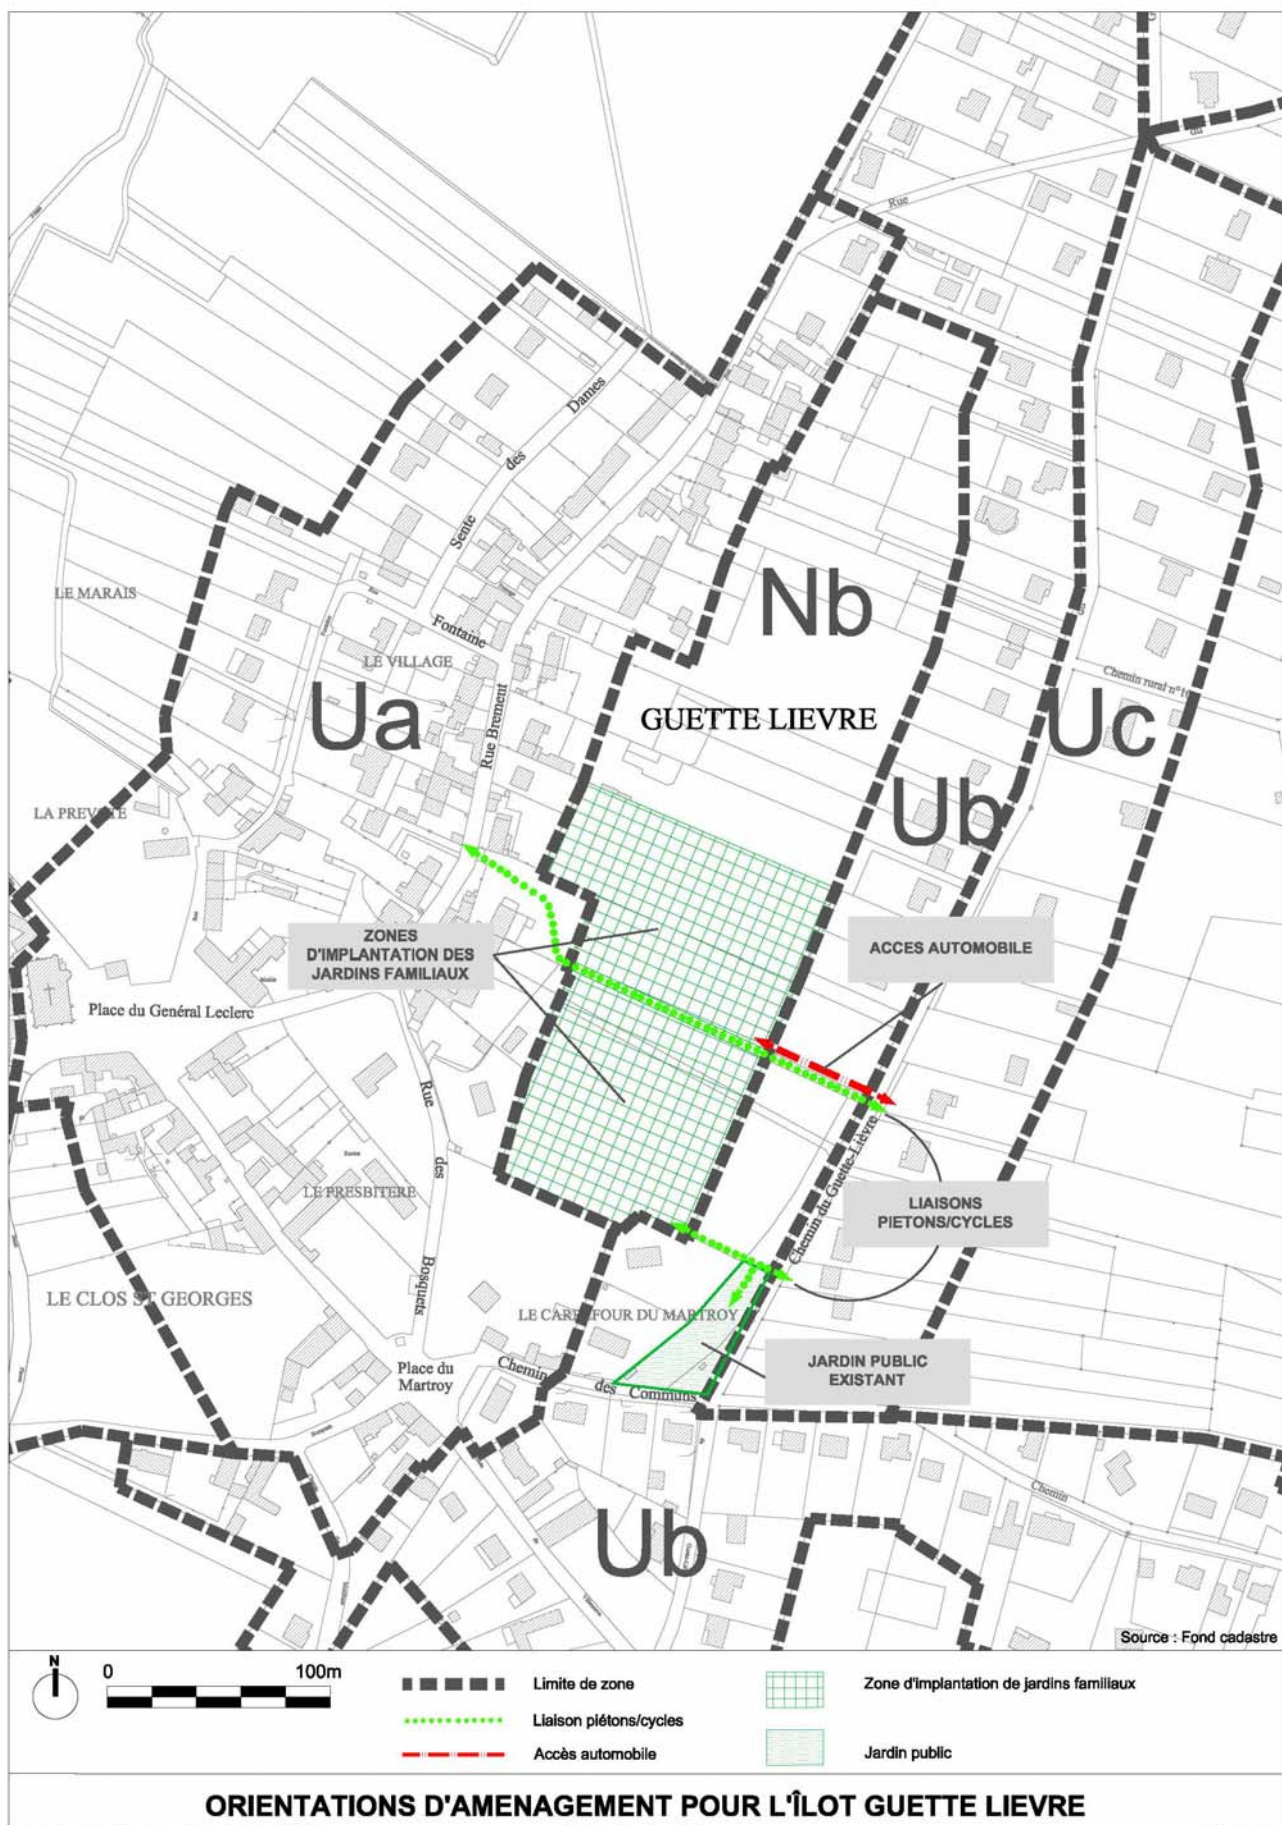 Rue
Dames
des
Sente
LE MARAIS
Fontaine
LE VILLAGE
Nb
Ua
Rue Brement
GUETTE LIEVRE
Chemin rural n°1
Uc
Ub
ZONES
D'IMPLANTATION DES
JARDINS FAMILIAUX
ACCES AUTOMOBILE
Place du Genéral Leclerc
Rue
des
Bosquets
LE PRESBITERE
Chemin du Guette-Lièvre
LIAISONS
PIETONS/CYCLES
LE CLOS ST GEORGES
LE CARREFOUR DU MARTROY
JARDIN PUBLIC
EXISTANT
Place du
Martroy
Chemin
des Communs
Chemin
Ub
Source : Fond cadastre
N
0 100m
Limite de zone
Liaison piétons/cycles
Accès automobile
Zone d'implantation de jardins familiaux
Jardin public
ORIENTATIONS D'AMENAGEMENT POUR L'ÎLOT GUETTE LIEVRE